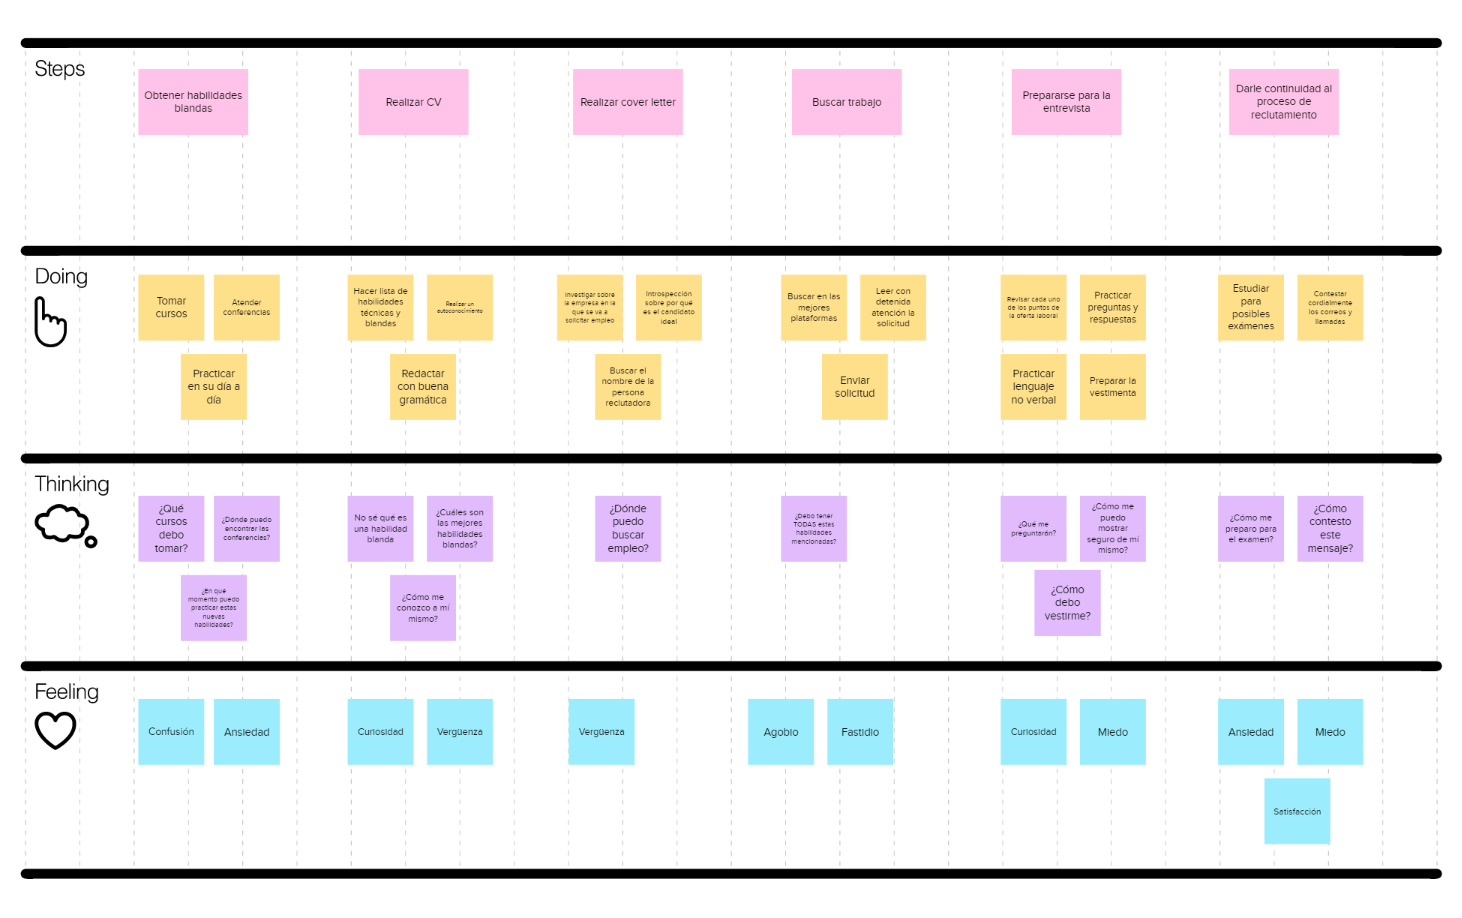 Steps
Obtener habilidades
blandas
Realizar CV
Realizar cover letter
Buscar trabajo
Prepararse para la
entrevista
Darle continuidad al
proceso de
reclutamiento
Doing
Tomar
cursos
Atender
conferencias
Practicar
en su día a
día
Hacer lista de
habilidades
técnicas y
blandas
Realizar un
autoconocimiento
Redactar
con buena
gramática
Investigar sobre
la empresa en la
que se va a
solicitar empleo
Introspección
sobre por qué
es el candidato
ideal
Buscar el
nombre de la
persona
reclutadora
Buscar en las
mejores
plataformas
Leer con
detenida
atención la
solicitud
Enviar
solicitud
Revisar cada uno
de los puntos de
la oferta laboral
Practicar
preguntas y
respuestas
Practicar
lenguaje
no verbal
Preparar la
vestimenta
Estudiar
para
posibles
exámenes
Contestar
cordialmente
los correos y
llamadas
Thinking
¿Qué
cursos
debo
tomar?
¿Dónde puedo
encontrar las
conferencias?
¿En qué
momento puedo
practicar estas
nuevas
habilidades?
No sé qué es
una habilidad
blanda
¿Cuáles son
las mejores
habilidades
blandas?
¿Cómo me
conozco a mí
mismo?
¿Dónde
puedo
buscar
empleo?
¿Debo tener
TODAS estas
habilidades
mencionadas?
¿Qué me
preguntarán?
¿Cómo me
puedo
mostrar
seguro de mí
mismo?
¿Cómo
debo
vestirme?
¿Cómo me
preparo para
el examen?
¿Cómo
contesto
este
mensaje?
Feeling
Confusión
Ansiedad
Curiosidad
Vergüenza
Vergüenza
Agobio
Fastidio
Curiosidad
Miedo
Ansiedad
Miedo
Satisfacción